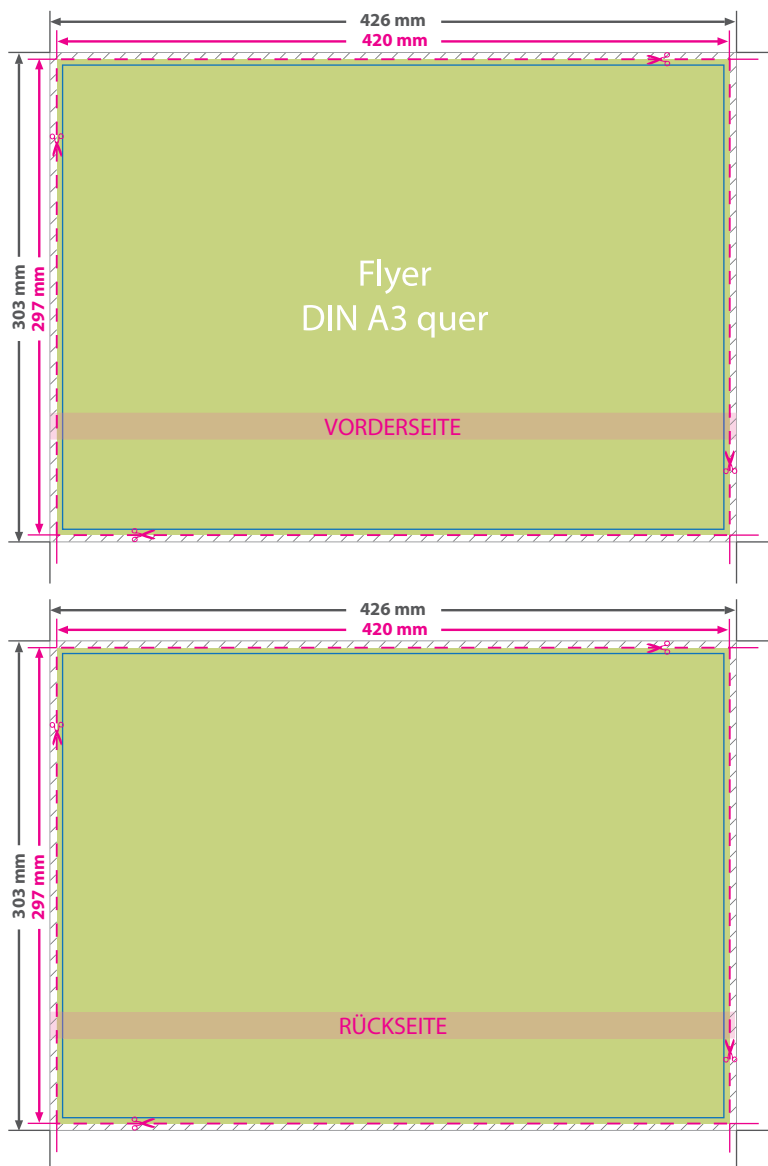 426 mm
420 mm
303 mm
297 mm
Flyer
DIN A3 quer
VORDERSEITE
426 mm
420 mm
303 mm
297 mm
RÜCKSEITE